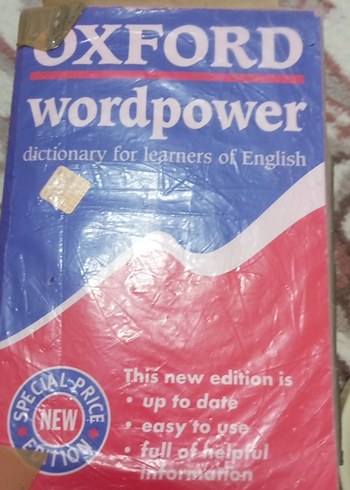 OXFORD
wordpower
dictionary for learners of English
This new edition is
• up to date
• easy to use
• full of helpful
information
SPECIAL-PRICE
NEW
EDITION